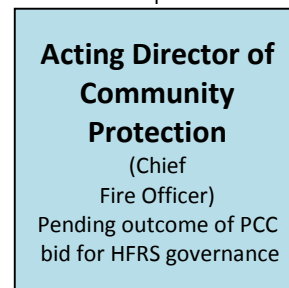 Acting Director of
Community
Protection
(Chief
Fire Officer)
Pending outcome of PCC
bid for HFRS governance